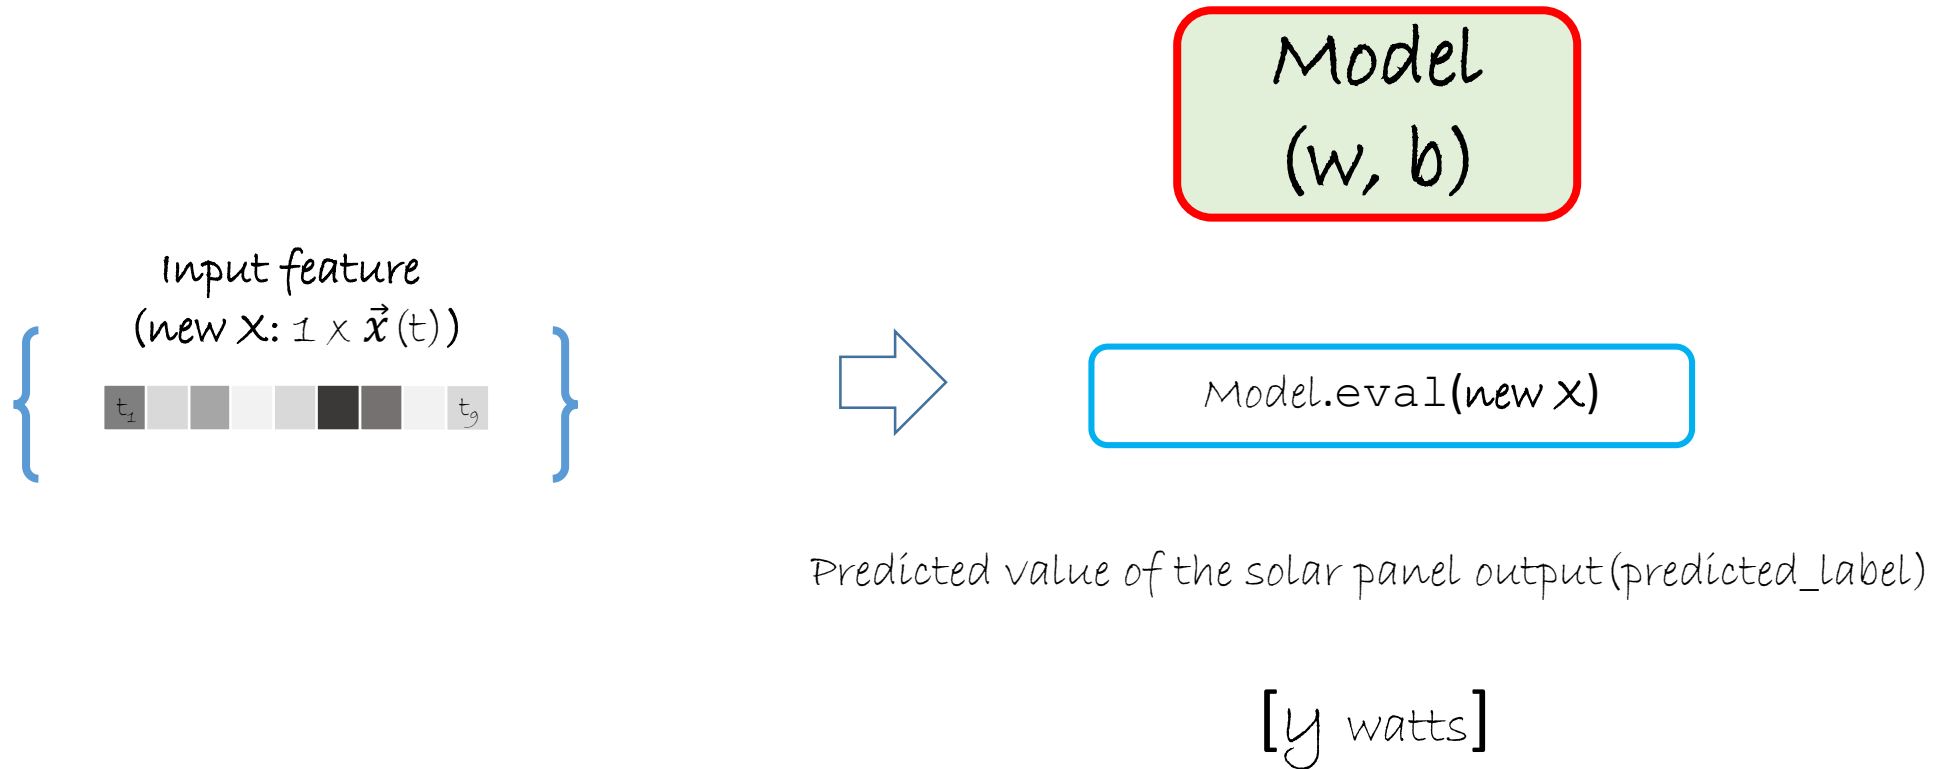 Model
(w, b)
Input feature
(new X: 1 x x⃗ (t))
t₁ t₉
Model.eval(new X)
Predicted value of the solar panel output(predicted_label)
[y watts]